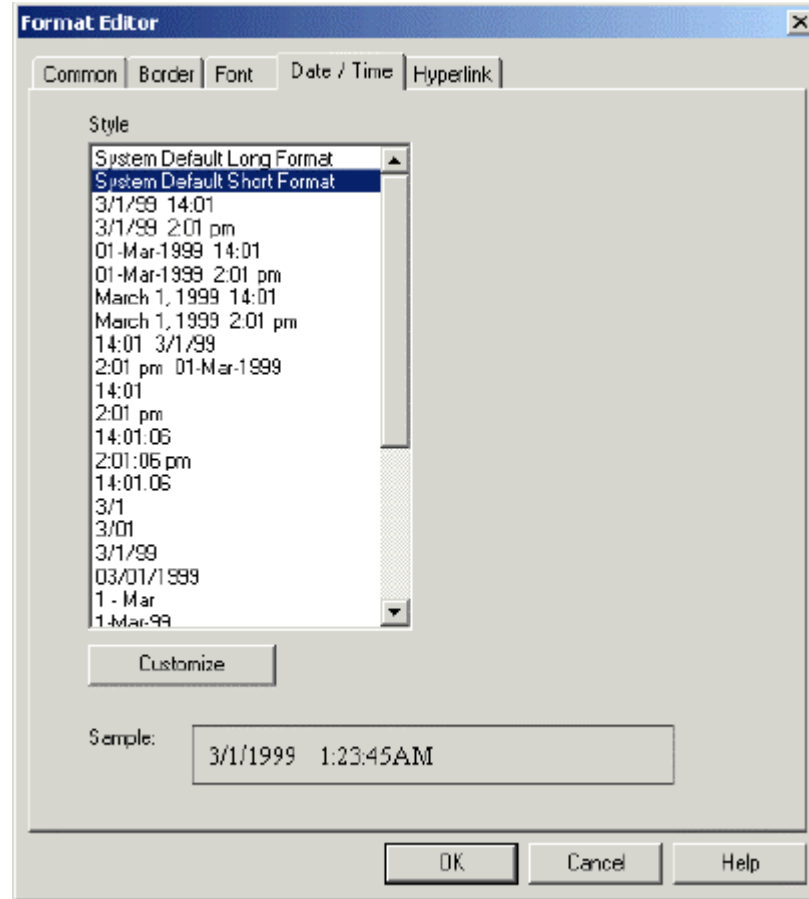 Format Editor
Common Border Font Date / Time Hyperlink
Style
System Default Long Format
System Default Short Format
3/1/99 14:01
3/1/99 2:01 pm
01-Mar-1999 14:01
01-Mar-1999 2:01 pm
March 1, 1999 14:01
March 1, 1999 2:01 pm
14:01 3/1/99
2:01 pm 01-Mar-1999
14:01
2:01 pm
14:01:06
2:01:06 pm
14.01.06
3/1
3/01
3/1/99
03/01/1999
1 - Mar
1-Mar-99
Customize
Sample:
3/1/1999 1:23:45AM
OK Cancel Help